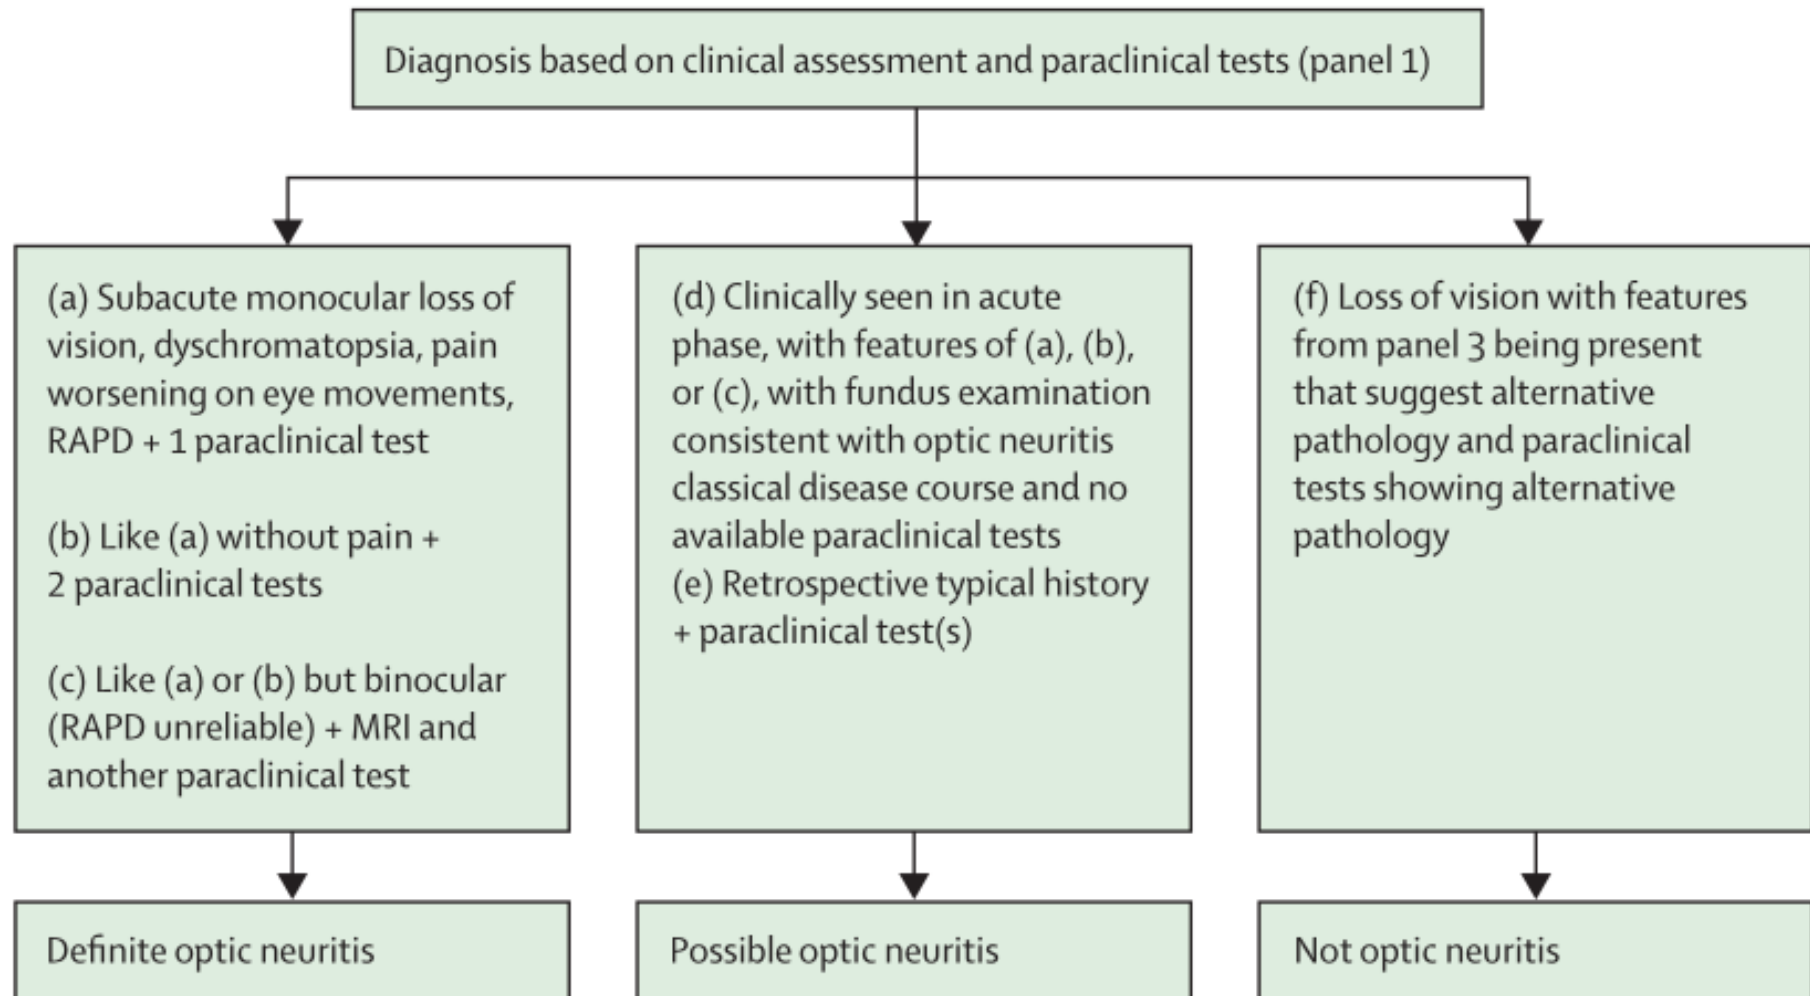 Diagnosis based on clinical assessment and paraclinical tests (panel 1)
(a) Subacute monocular loss of
vision, dyschromatopsia, pain
worsening on eye movements,
RAPD + 1 paraclinical test
(b) Like (a) without pain +
2 paraclinical tests
(c) Like (a) or (b) but binocular
(RAPD unreliable) + MRI and
another paraclinical test
(d) Clinically seen in acute
phase, with features of (a), (b),
or (c), with fundus examination
consistent with optic neuritis
classical disease course and no
available paraclinical tests
(e) Retrospective typical history
+ paraclinical test(s)
(f) Loss of vision with features
from panel 3 being present
that suggest alternative
pathology and paraclinical
tests showing alternative
pathology
Definite optic neuritis
Possible optic neuritis
Not optic neuritis